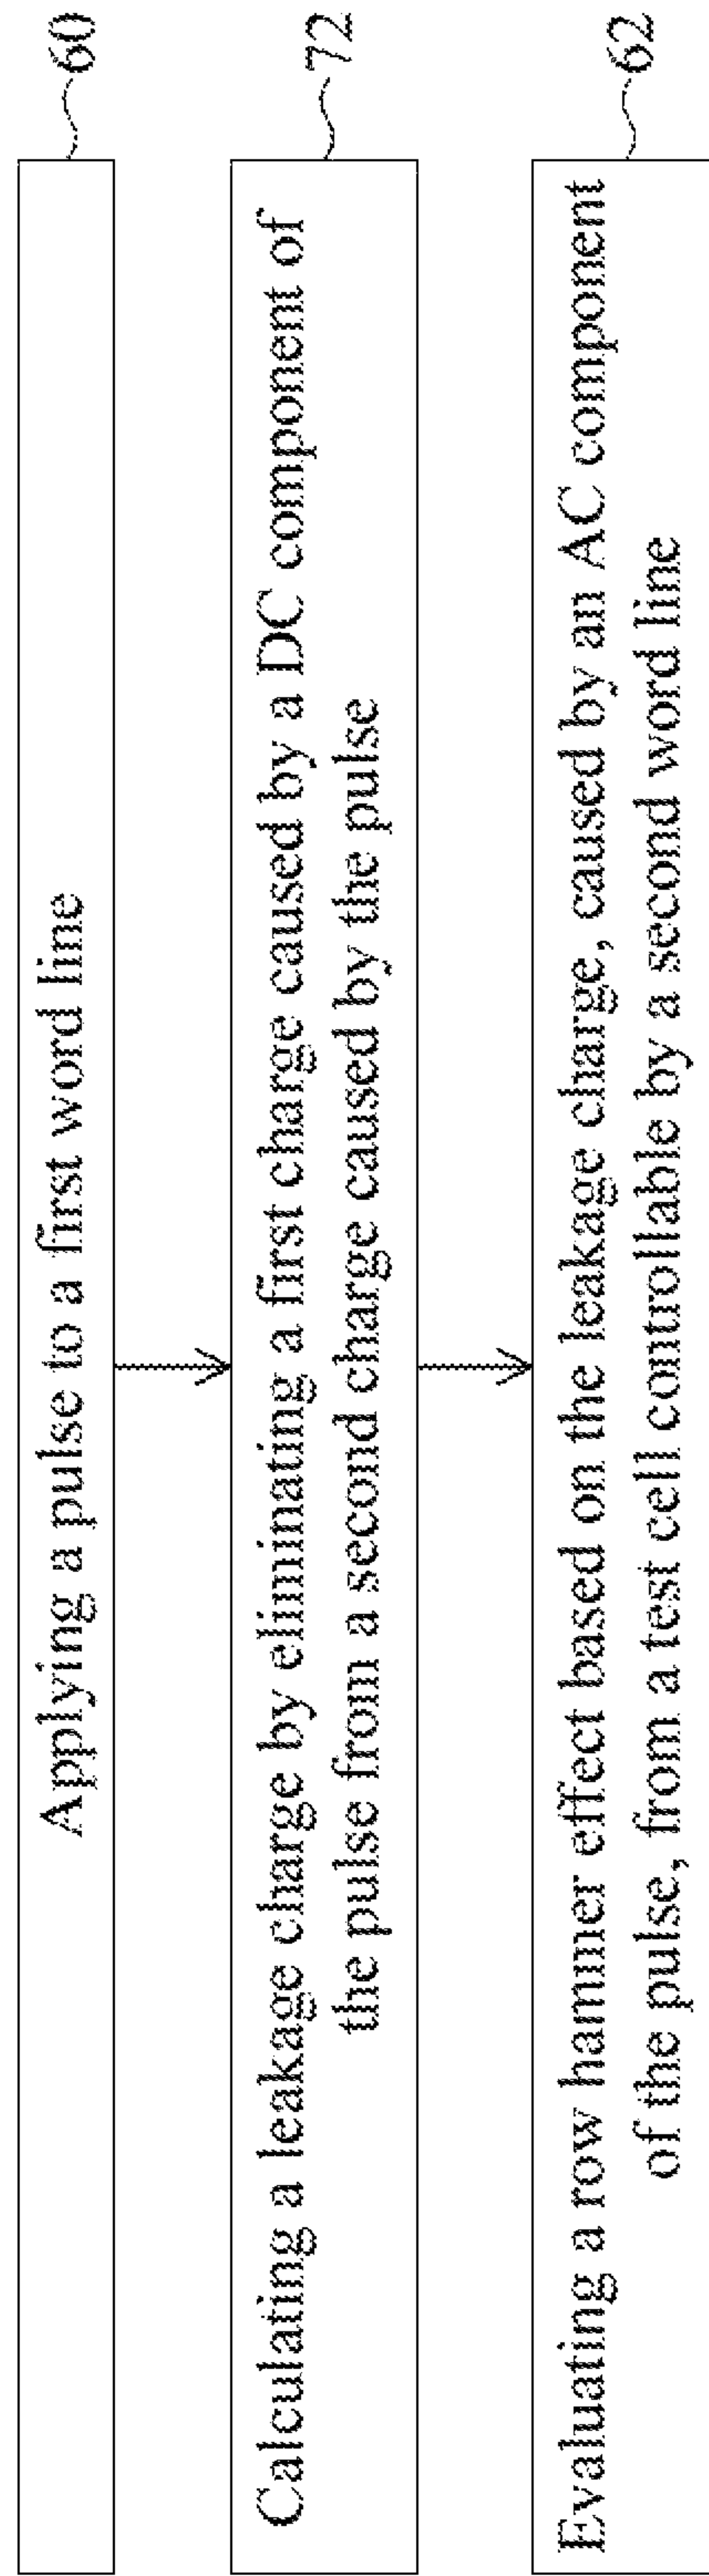 Applying a pulse to a first word line
60
Calculating a leakage charge by eliminating a first charge caused by a DC component of
the pulse from a second charge caused by the pulse
72
Evaluating a row hammer effect based on the leakage charge, caused by an AC component
of the pulse, from a test cell controllable by a second word line
62